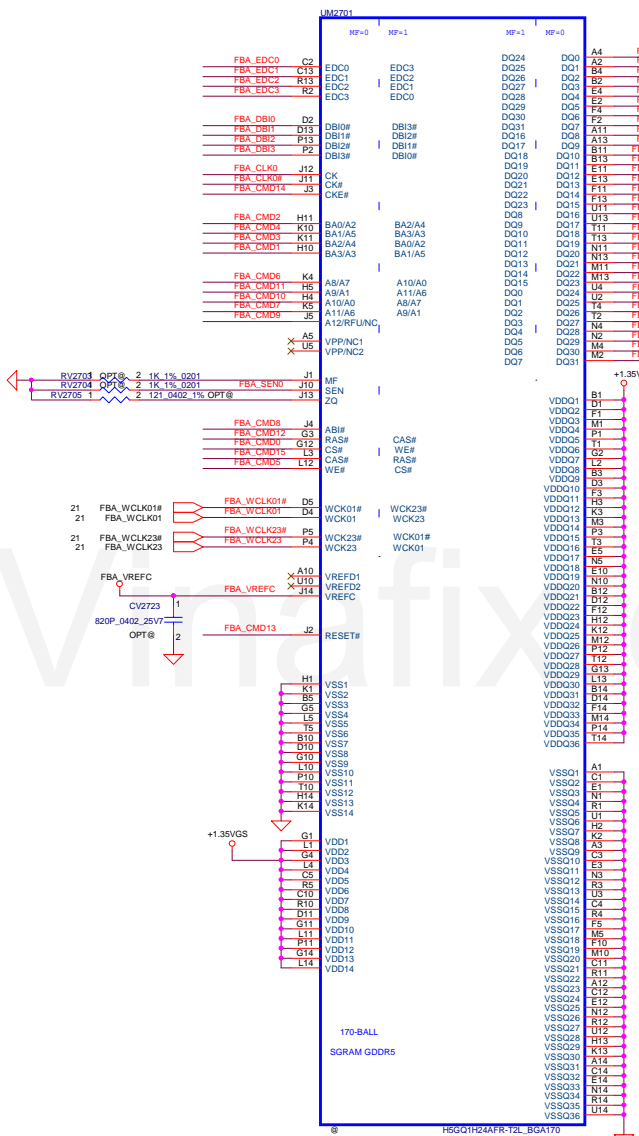 UM2701
MF=0 MF=1 MF=1 MF=0
FBA_EDC0 C2 EDC0 EDC3
FBA_EDC1 C13 EDC1 EDC2
FBA_EDC2 R13 EDC2 EDC1
FBA_EDC3 R2 EDC3 EDC0
FBA_DBI0 D2 DBI0# DBI3#
FBA_DBI1 D13 DBI1# DBI2#
FBA_DBI2 P13 DBI2# DBI1#
FBA_DBI3 P2 DBI3# DBI0#
FBA_CLK0 J12 CK
FBA_CLK0# J11 CK#
FBA_CMD14 J3 CKE#
FBA_CMD2 H11 BA0/A2 BA2/A4
FBA_CMD4 K10 BA1/A5 BA3/A3
FBA_CMD3 K11 BA2/A4 BA0/A2
FBA_CMD1 H10 BA3/A3 BA1/A5
FBA_CMD6 K4 A8/A7 A10/A0
FBA_CMD11 H5 A9/A1 A11/A6
FBA_CMD10 H4 A10/A0 A8/A7
FBA_CMD7 K5 A11/A6 A9/A1
FBA_CMD9 J5 A12/RFU/NC
A5 VPP/NC1
U5 VPP/NC2
RV2703 1 OPT@ 2 1K_1%_0201 J1 MF
RV2704 1 OPT@ 2 1K_1%_0201 FBA_SEN0 J10 SEN
RV2705 1 2 121_0402_1% OPT@ J13 ZQ
FBA_CMD8 J4 ABI#
FBA_CMD12 G3 RAS# CAS#
FBA_CMD0 G12 CS# WE#
FBA_CMD15 L3 CAS# RAS#
FBA_CMD5 L12 WE# CS#
21 FBA_WCLK01# FBA_WCLK01# D5 WCK01# WCK23#
21 FBA_WCLK01 FBA_WCLK01 D4 WCK01 WCK23
21 FBA_WCLK23# FBA_WCLK23# P5 WCK23# WCK01#
21 FBA_WCLK23 FBA_WCLK23 P4 WCK23 WCK01
A10 VREFD1
U10 VREFD2
FBA_VREFC FBA_VREFC J14 VREFC
CV2723 1
820P_0402_25V7
OPT@ 2
FBA_CMD13 J2 RESET#
H1 VSS1
K1 VSS2
B5 VSS3
G5 VSS4
L5 VSS5
T5 VSS6
B10 VSS7
D10 VSS8
G10 VSS9
L10 VSS10
P10 VSS11
T10 VSS12
H14 VSS13
K14 VSS14
+1.35VGS
G1 VDD1
L1 VDD2
G4 VDD3
L4 VDD4
C5 VDD5
R5 VDD6
C10 VDD7
R10 VDD8
D11 VDD9
G11 VDD10
L11 VDD11
P11 VDD12
G14 VDD13
L14 VDD14
DQ24 DQ0 A4
DQ25 DQ1 A2
DQ26 DQ2 B4
DQ27 DQ3 B2
DQ28 DQ4 E4
DQ29 DQ5 E2
DQ30 DQ6 F4
DQ31 DQ7 F2
DQ16 DQ8 A11
DQ17 DQ9 A13
DQ18 DQ10 B11
DQ19 DQ11 B13
DQ20 DQ12 E11
DQ21 DQ13 E13
DQ22 DQ14 F11
DQ23 DQ15 F13
DQ8 DQ16 U11
DQ9 DQ17 U13
DQ10 DQ18 T11
DQ11 DQ19 T13
DQ12 DQ20 N11
DQ13 DQ21 N13
DQ14 DQ22 M11
DQ15 DQ23 M13
DQ0 DQ24 U4
DQ1 DQ25 U2
DQ2 DQ26 T4
DQ3 DQ27 T2
DQ4 DQ28 N4
DQ5 DQ29 N2
DQ6 DQ30 M4
DQ7 DQ31 M2
VDDQ1 B1
VDDQ2 D1
VDDQ3 F1
VDDQ4 M1
VDDQ5 P1
VDDQ6 T1
VDDQ7 G2
VDDQ8 L2
VDDQ9 B3
VDDQ10 D3
VDDQ11 F3
VDDQ12 H3
VDDQ13 K3
VDDQ14 M3
VDDQ15 P3
VDDQ16 T3
VDDQ17 E5
VDDQ18 N5
VDDQ19 E10
VDDQ20 N10
VDDQ21 B12
VDDQ22 D12
VDDQ23 F12
VDDQ24 H12
VDDQ25 K12
VDDQ26 M12
VDDQ27 P12
VDDQ28 T12
VDDQ29 G13
VDDQ30 L13
VDDQ31 B14
VDDQ32 D14
VDDQ33 F14
VDDQ34 M14
VDDQ35 P14
VDDQ36 T14
VSSQ1 A1
VSSQ2 C1
VSSQ3 E1
VSSQ4 N1
VSSQ5 R1
VSSQ6 U1
VSSQ7 H2
VSSQ8 K2
VSSQ9 A3
VSSQ10 C3
VSSQ11 E3
VSSQ12 N3
VSSQ13 R3
VSSQ14 U3
VSSQ15 C4
VSSQ16 R4
VSSQ17 F5
VSSQ18 M5
VSSQ19 F10
VSSQ20 M10
VSSQ21 C11
VSSQ22 R11
VSSQ23 A12
VSSQ24 C12
VSSQ25 E12
VSSQ26 N12
VSSQ27 R12
VSSQ28 U12
VSSQ29 H13
VSSQ30 K13
VSSQ31 A14
VSSQ32 C14
VSSQ33 E14
VSSQ34 N14
VSSQ35 R14
VSSQ36 U14
170-BALL
SGRAM GDDR5
@ H5GQ1H24AFR-T2L_BGA170
Vinafix